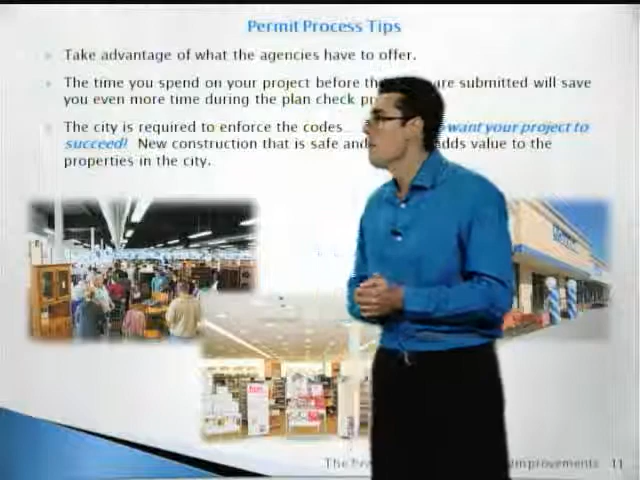 Permit Process Tips
Take advantage of what the agencies have to offer.
The time you spend on your project before th are submitted will save
you even more time during the plan check p
The city is required to enforce the codes want your project to
succeed! New construction that is safe and adds value to the
properties in the city.
The mprovements 11